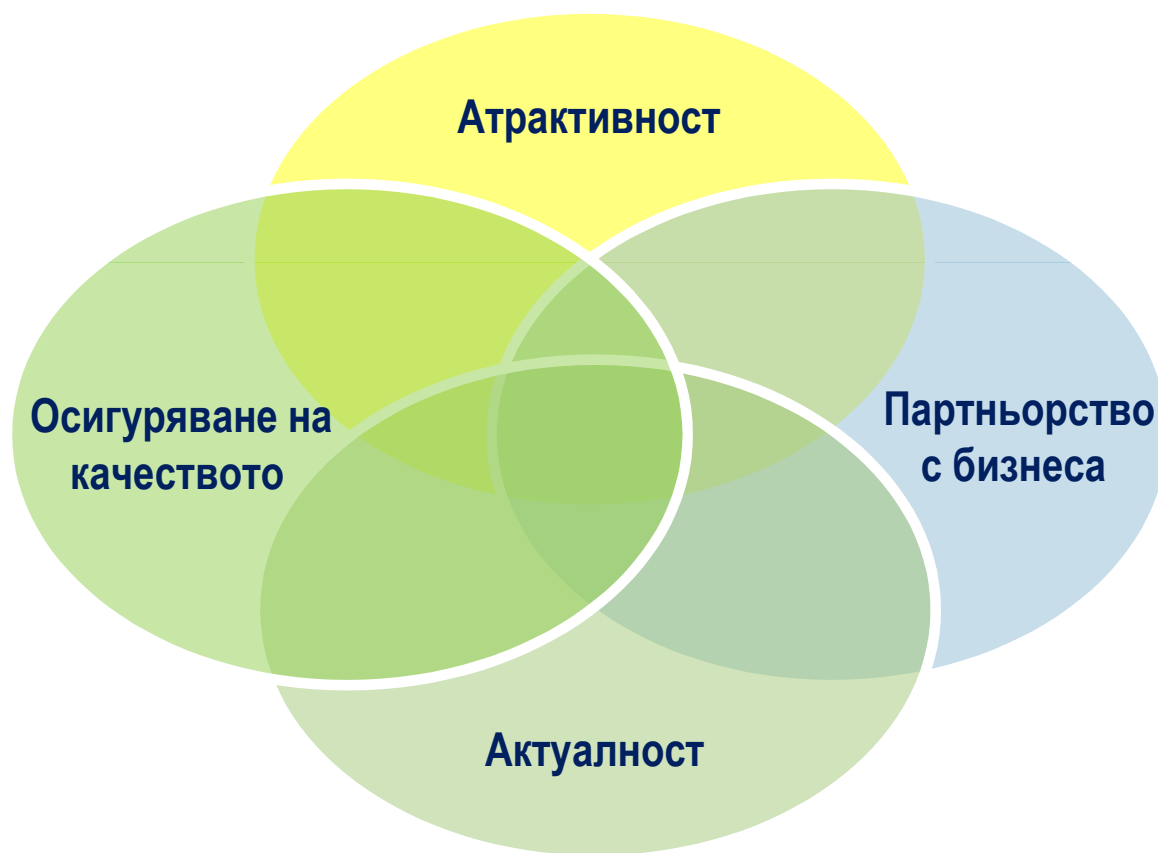 Атрактивност
Осигуряване на
качеството
Партньорство
с бизнеса
Актуалност